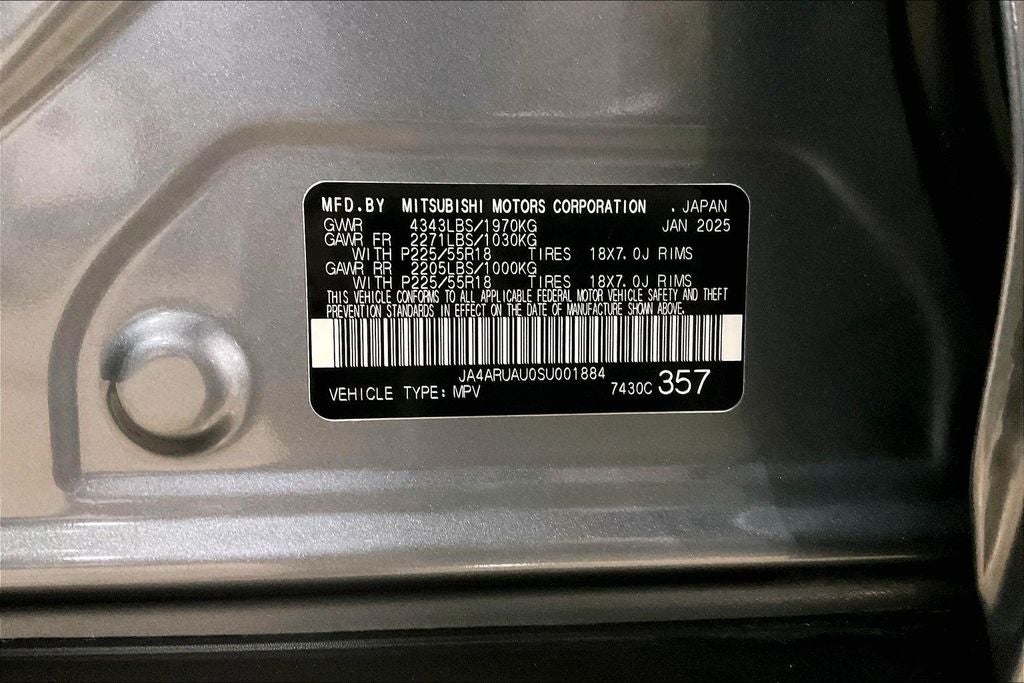 MFD.BY MITSUBISHI MOTORS CORPORATION . JAPAN
GVWR 4343LBS/1970KG JAN 2025
GAWR FR 2271LBS/1030KG
WITH P225/55R18 TIRES 18X7.0J RIMS
GAWR RR 2205LBS/1000KG
WITH P225/55R18 TIRES 18X7.0J RIMS
THIS VEHICLE CONFORMS TO ALL APPLICABLE FEDERAL MOTOR VEHICLE SAFETY AND THEFT
PREVENTION STANDARDS IN EFFECT ON THE DATE OF MANUFACTURE SHOWN ABOVE.
JA4ARUAU0SU001884
VEHICLE TYPE: MPV 7430C 357